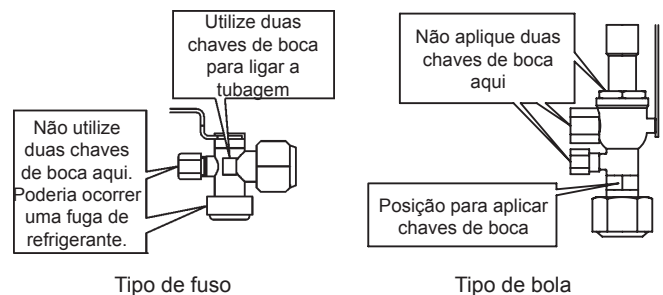 Utilize duas
chaves de boca
para ligar a
tubagem
Não utilize
duas chaves
de boca aqui.
Poderia ocorrer
uma fuga de
refrigerante.
Tipo de fuso
Não aplique duas
chaves de boca
aqui
Posição para aplicar
chaves de boca
Tipo de bola